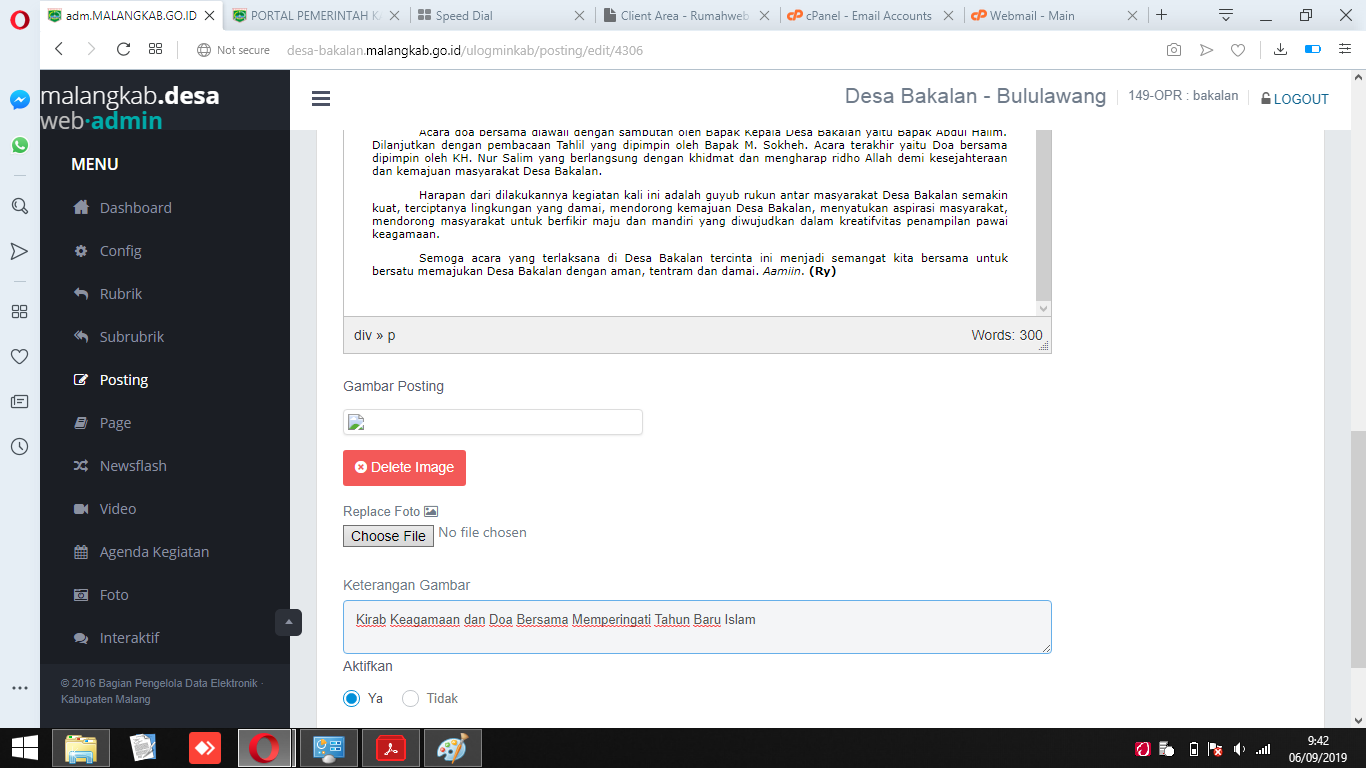 adm.MALANGKAB.GO.ID
PORTAL PEMERINTAH KA
Speed Dial
Client Area - Rumahweb
cPanel - Email Accounts
Webmail - Main
Not secure
desa-bakalan.malangkab.go.id/ulogminkab/posting/edit/4306
malangkab.desa
web·admin
Desa Bakalan - Bululawang
149-OPR : bakalan
LOGOUT
MENU
Dashboard
Config
Rubrik
Subrubrik
Posting
Page
Newsflash
Video
Agenda Kegiatan
Foto
Interaktif
© 2016 Bagian Pengelola Data Elektronik ·
Kabupaten Malang
Acara doa bersama diawali dengan sambutan oleh Bapak Kepala Desa Bakalan yaitu Bapak Abdul Halim.
Dilanjutkan dengan pembacaan Tahlil yang dipimpin oleh Bapak M. Sokheh. Acara terakhir yaitu Doa bersama
dipimpin oleh KH. Nur Salim yang berlangsung dengan khidmat dan mengharap ridho Allah demi kesejahteraan
dan kemajuan masyarakat Desa Bakalan.
Harapan dari dilakukannya kegiatan kali ini adalah guyub rukun antar masyarakat Desa Bakalan semakin
kuat, terciptanya lingkungan yang damai, mendorong kemajuan Desa Bakalan, menyatukan aspirasi masyarakat,
mendorong masyarakat untuk berfikir maju dan mandiri yang diwujudkan dalam kreatifvitas penampilan pawai
keagamaan.
Semoga acara yang terlaksana di Desa Bakalan tercinta ini menjadi semangat kita bersama untuk
bersatu memajukan Desa Bakalan dengan aman, tentram dan damai. Aamiin. (Ry)
div » p
Words: 300
Gambar Posting
Delete Image
Replace Foto
Choose File No file chosen
Keterangan Gambar
Kirab Keagamaan dan Doa Bersama Memperingati Tahun Baru Islam
Aktifkan
Ya
Tidak
9:42
06/09/2019